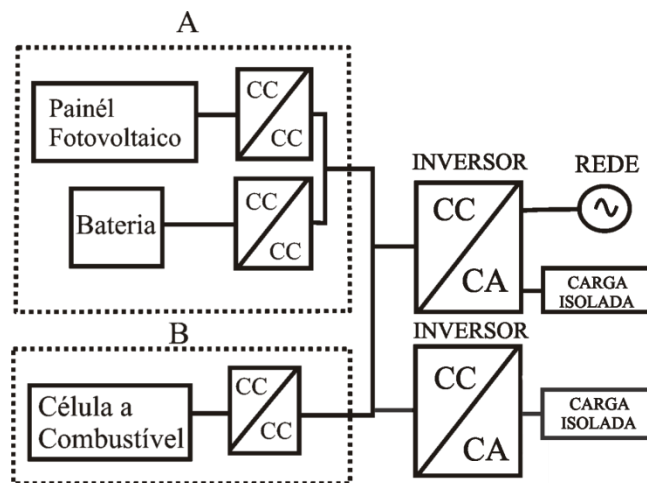 A
Painél
Fotovoltaico
CC
CC
Bateria
CC
CC
INVERSOR
CC
CA
REDE
CARGA
ISOLADA
B
Célula a
Combustível
CC
CC
INVERSOR
CC
CA
CARGA
ISOLADA